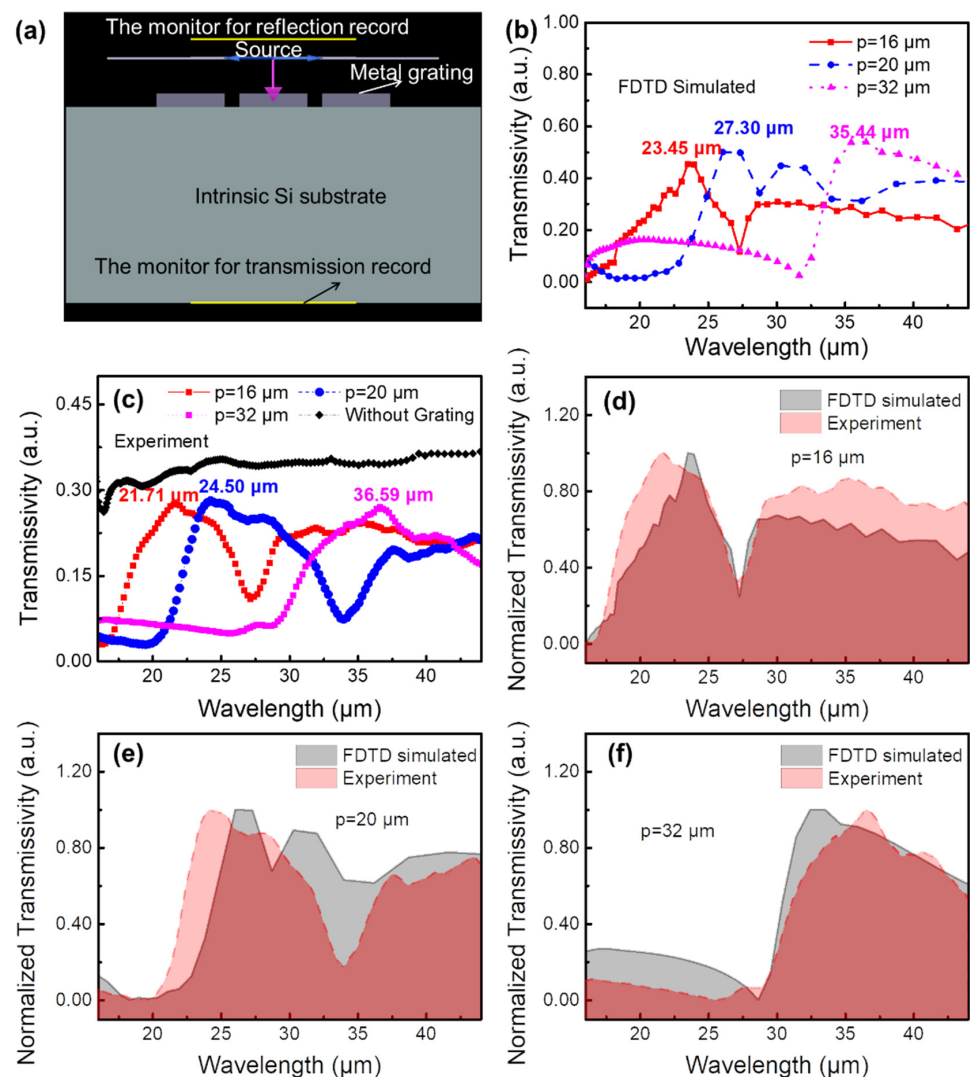 (a)
The monitor for reflection record
Source
Metal grating
Intrinsic Si substrate
The monitor for transmission record
(b)
p=16 μm
p=20 μm
p=32 μm
FDTD Simulated
23.45 μm
27.30 μm
35.44 μm
1.00
0.80
0.60
0.40
0.20
0.00
Transmissivity (a.u.)
20 25 30 35 40
Wavelength (μm)
(c)
p=16 μm p=20 μm
p=32 μm Without Grating
Experiment
21.71 μm
24.50 μm
36.59 μm
0.45
0.30
0.15
0.00
Transmissivity (a.u.)
20 25 30 35 40
Wavelength (μm)
(d)
FDTD simulated
Experiment
p=16 μm
1.20
0.80
0.40
0.00
Normalized Transmissivity (a.u.)
20 25 30 35 40
Wavelength (μm)
(e)
FDTD simulated
Experiment
p=20 μm
1.20
0.80
0.40
0.00
Normalized Transmissivity (a.u.)
20 25 30 35 40
Wavelength (μm)
(f)
FDTD simulated
Experiment
p=32 μm
1.20
0.80
0.40
0.00
Normalized Transmissivity (a.u.)
20 25 30 35 40
Wavelength (μm)